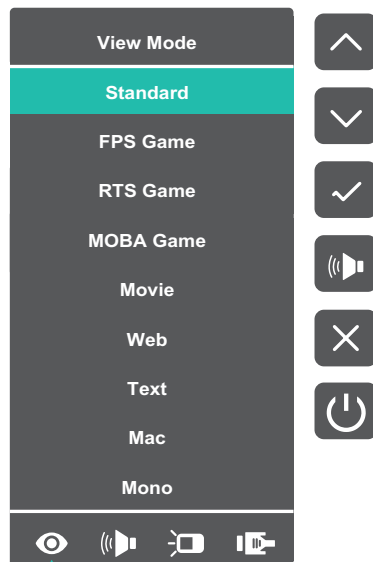 View Mode
Standard
FPS Game
RTS Game
MOBA Game
Movie
Web
Text
Mac
Mono